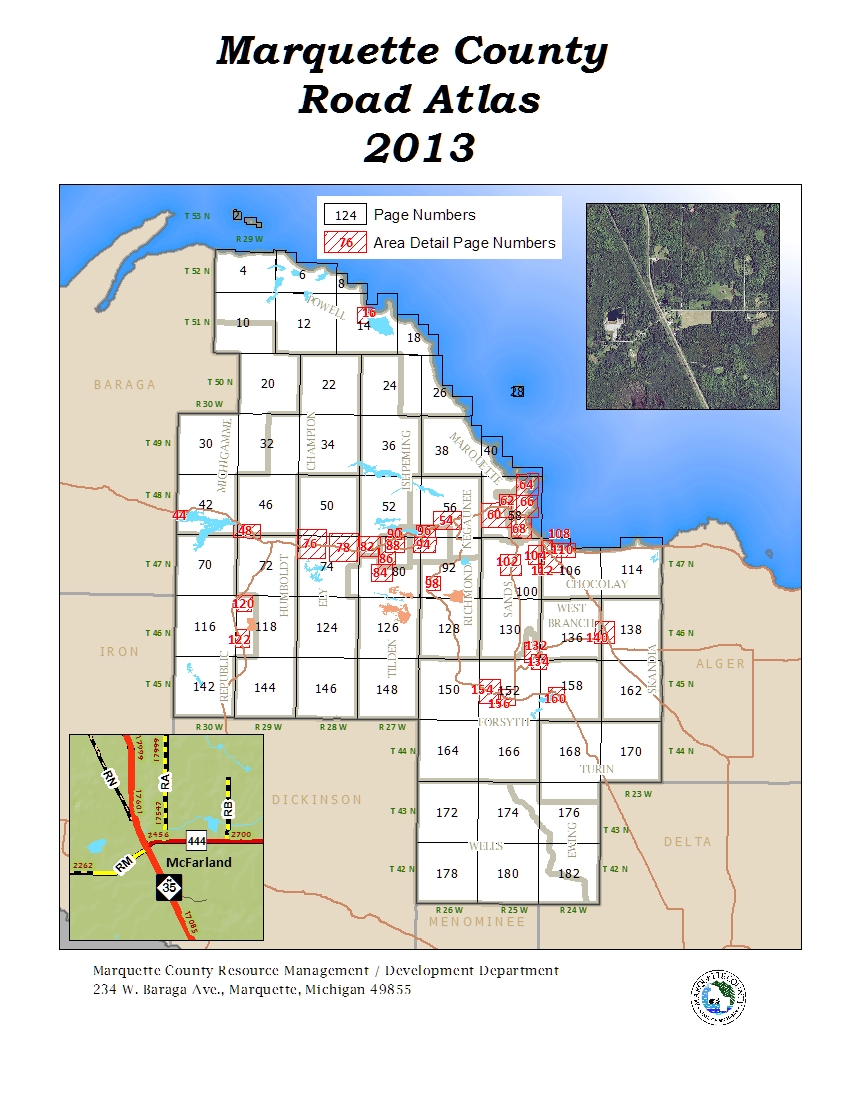 Marquette County
Road Atlas
2013
124 Page Numbers
76 Area Detail Page Numbers
T 53 N
2
R 29 W
T 52 N
4
6
8
POWELL
16
T 51 N
10
12
14
18
BARAGA
T 50 N
20
22
24
26
28
R 30 W
T 49 N
30
MICHIGAMME
32
CHAMPION
34
36
ISHPEMING
38
MARQUETTE
40
T 48 N
42
44
46
48
50
52
56
54
NEGAUNEE
60
62
64
66
58
68
T 47 N
70
72
HUMBOLDT
76
74
78
82
90
88
86
84
80
96
94
92
98
RICHMOND
102
SANDS
100
104
108
110
112
106
CHOCOLAY
114
T 47 N
IRON
T 46 N
116
120
122
118
ELY
124
126
TILDEN
128
130
132
134
WEST
BRANCH
136
140
138
T 46 N
SKANDIA
ALGER
T 45 N
142
REPUBLIC
144
146
148
150
154
152
156
160
158
162
T 45 N
R 30 W
R 29 W
R 28 W
R 27 W
FORSYTH
T 44 N
164
166
168
170
T 44 N
TURIN
R 23 W
DICKINSON
T 43 N
172
174
176
EWING
T 43 N
DELTA
WELLS
T 42 N
178
180
182
T 42 N
R 26 W
R 25 W
R 24 W
MENOMINEE
RN
17999
17601
17999
RA
17547
RB
2456
444
2700
2262
RM
McFarland
35
17085
Marquette County Resource Management / Development Department
234 W. Baraga Ave., Marquette, Michigan 49855
MARQUETTE COUNTY